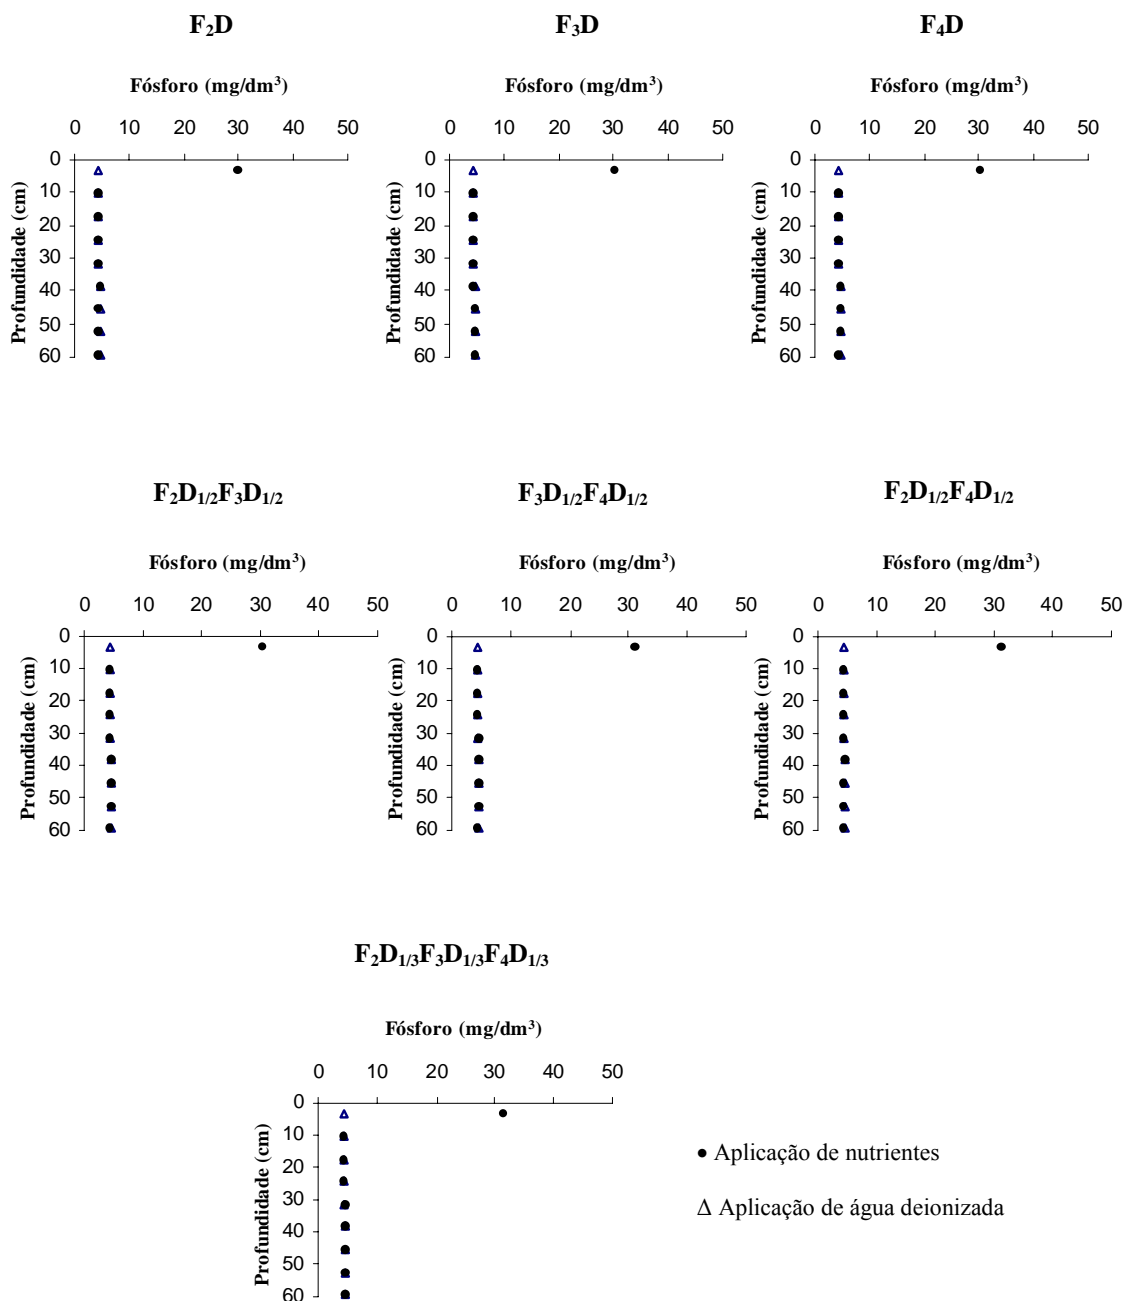 F₂D F₃D F₄D
Fósforo (mg/dm³) Fósforo (mg/dm³) Fósforo (mg/dm³)
0 10 20 30 40 50 0 10 20 30 40 50 0 10 20 30 40 50
0 0 0
10 10 10
20 20 20
30 30 30
40 40 40
50 50 50
60 60 60
Profundidade (cm) Profundidade (cm) Profundidade (cm)
F₂D₁/₂F₃D₁/₂ F₃D₁/₂F₄D₁/₂ F₂D₁/₂F₄D₁/₂
Fósforo (mg/dm³) Fósforo (mg/dm³) Fósforo (mg/dm³)
0 10 20 30 40 50 0 10 20 30 40 50 0 10 20 30 40 50
0 0 0
10 10 10
20 20 20
30 30 30
40 40 40
50 50 50
60 60 60
Profundidade (cm) Profundidade (cm) Profundidade (cm)
F₂D₁/₃F₃D₁/₃F₄D₁/₃
Fósforo (mg/dm³)
0 10 20 30 40 50
0
10
20
30
40
50
60
Profundidade (cm)
• Aplicação de nutrientes
Δ Aplicação de água deionizada